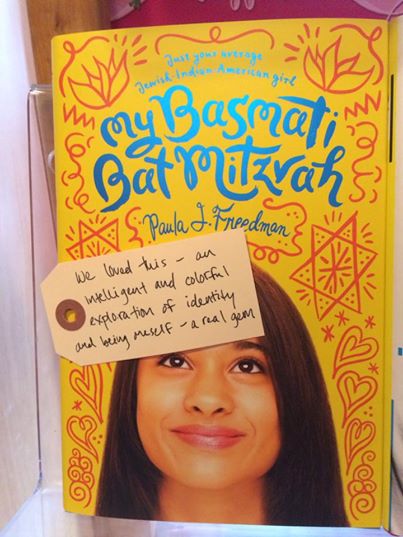 Just your average
Jewish-Indian-American girl
my Basmati
Bat Mitzvah
Paula J. Freedman
We loved this – an
intelligent and colorful
exploration of identity
and being myself – a real gem